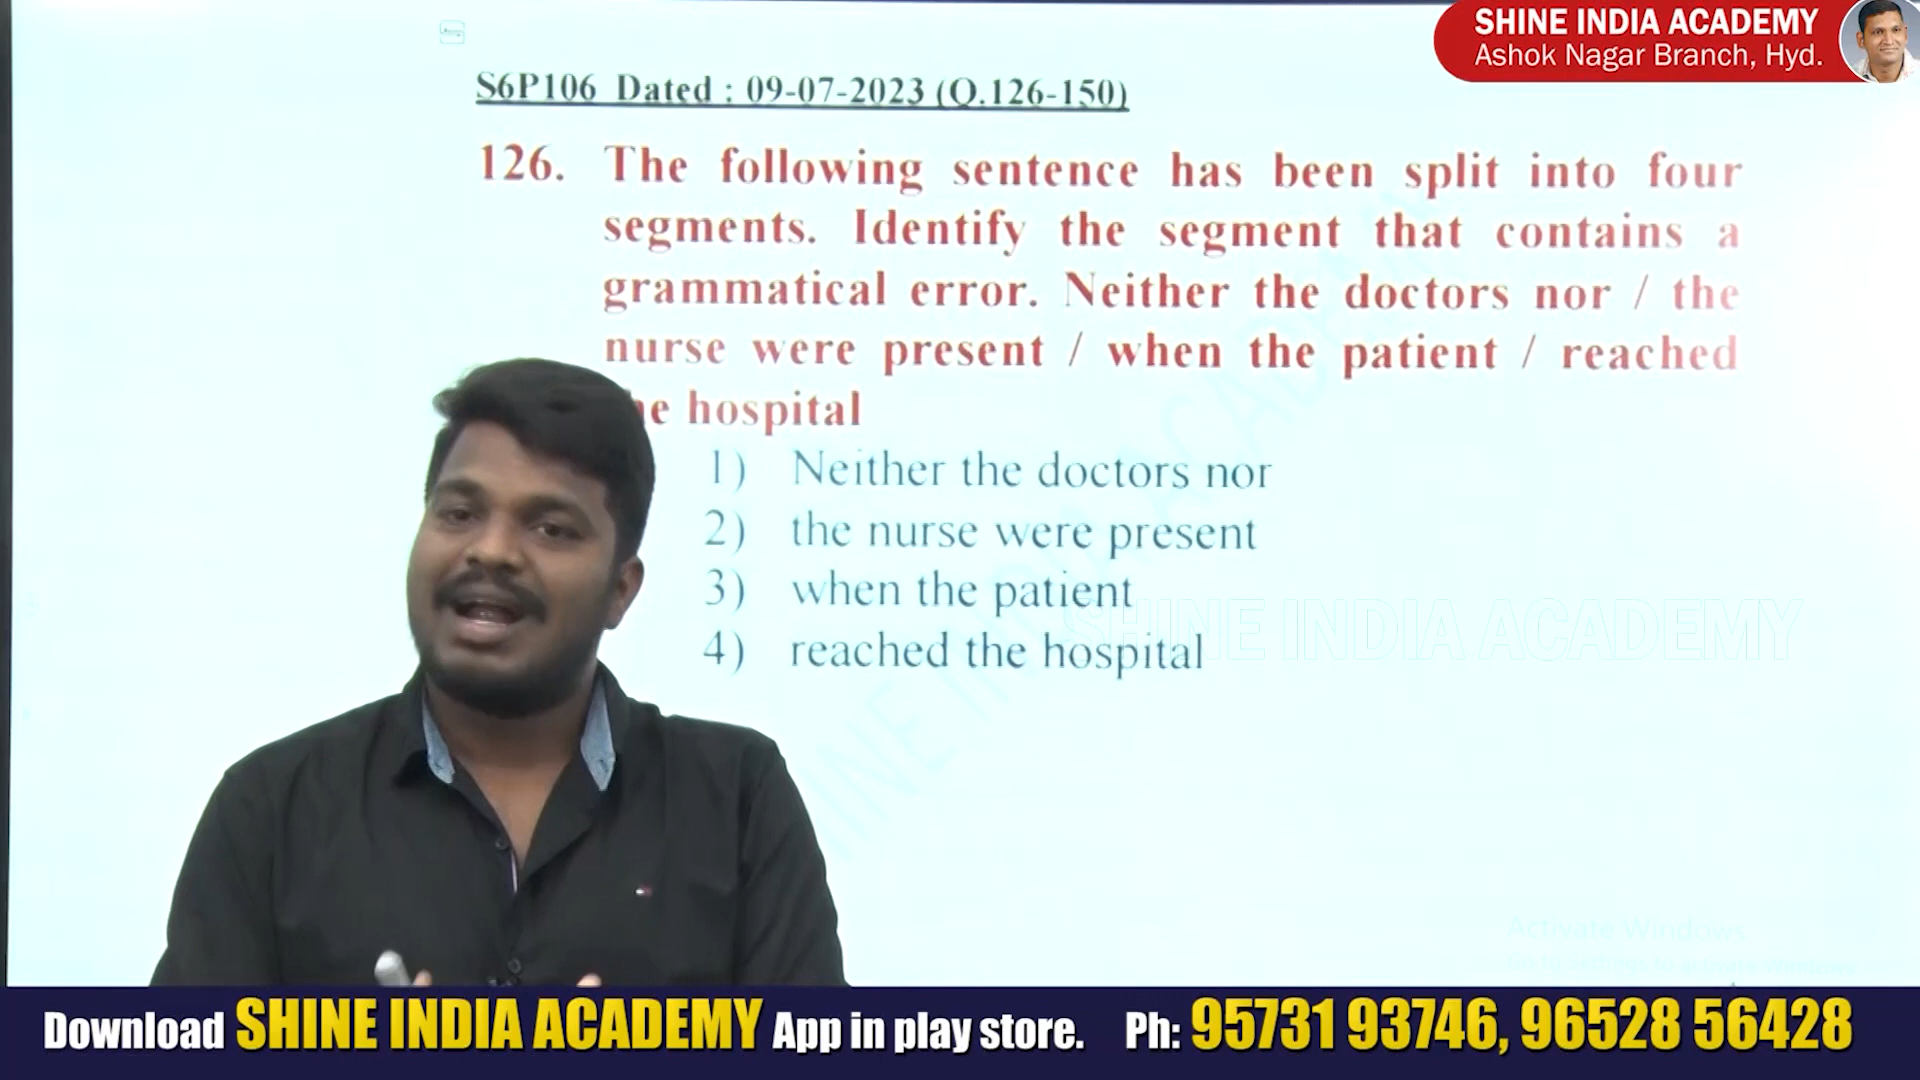 SHINE INDIA ACADEMY
Ashok Nagar Branch, Hyd.
S6P106 Dated : 09-07-2023 (Q.126-150)
126. The following sentence has been split into four
segments. Identify the segment that contains a
grammatical error. Neither the doctors nor / the
nurse were present / when the patient / reached
hospital
1) Neither the doctors nor
2) the nurse were present
3) when the patient
4) reached the hospital
SHINE INDIA ACADEMY
SHINE INDIA ACADEMY
Activate Windows
Download SHINE INDIA ACADEMY App in play store. Ph: 95731 93746, 96528 56428